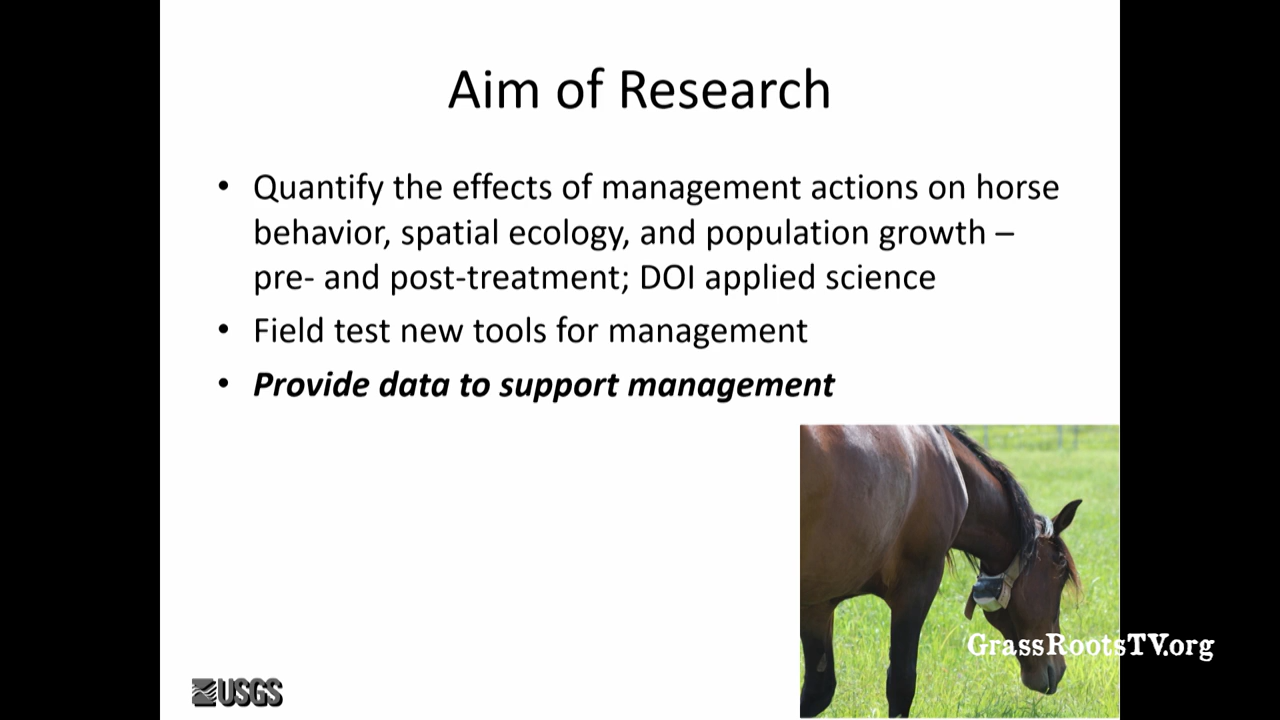 Aim of Research
• Quantify the effects of management actions on horse
behavior, spatial ecology, and population growth –
pre- and post-treatment; DOI applied science
• Field test new tools for management
• Provide data to support management
GrassRootsTV.org
USGS